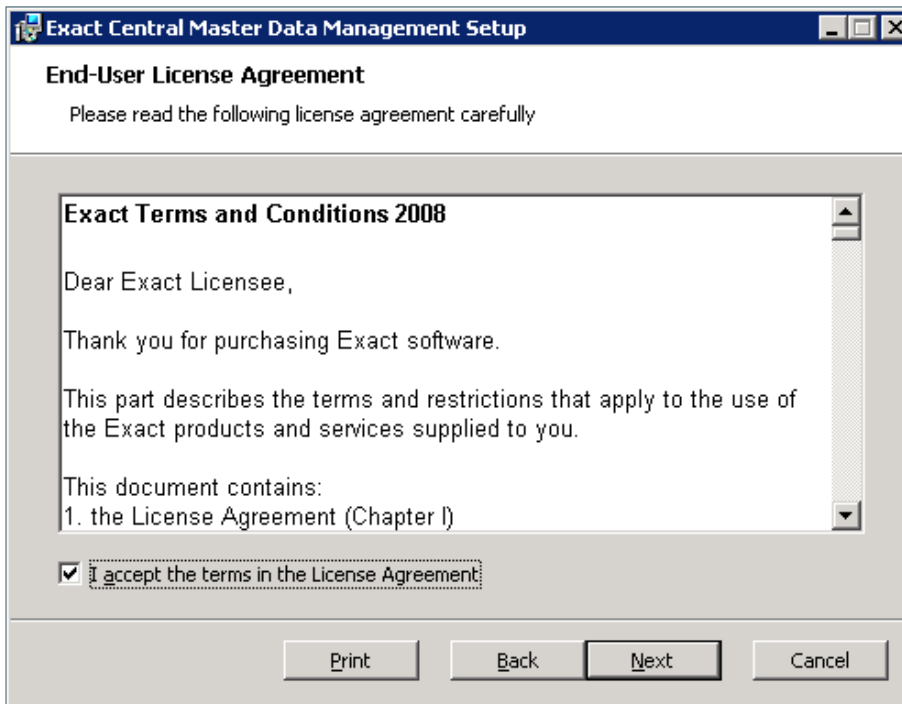 Exact Central Master Data Management Setup
End-User License Agreement
Please read the following license agreement carefully
Exact Terms and Conditions 2008
Dear Exact Licensee,
Thank you for purchasing Exact software.
This part describes the terms and restrictions that apply to the use of
the Exact products and services supplied to you.
This document contains:
1. the License Agreement (Chapter I)
I accept the terms in the License Agreement
Print Back Next Cancel